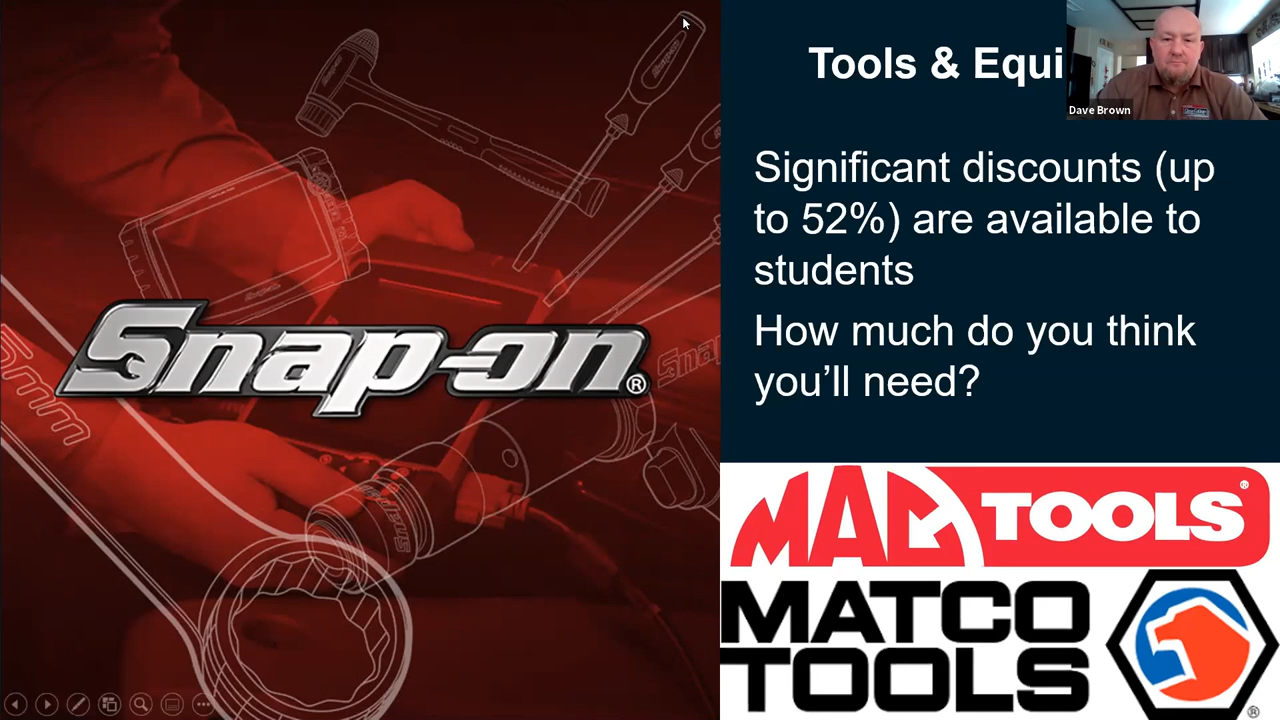 Tools & Equi
Dave Brown
Significant discounts (up
to 52%) are available to
students
How much do you think
you’ll need?
Snap-on®
5mm
MAC TOOLS®
MATCO
TOOLS
®